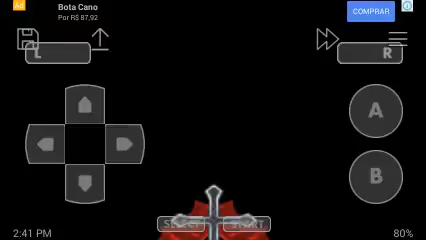 Ad
Bota Cano
Por R$ 87,92
COMPRAR
L
R
A
B
SELECT
START
2:41 PM
80%